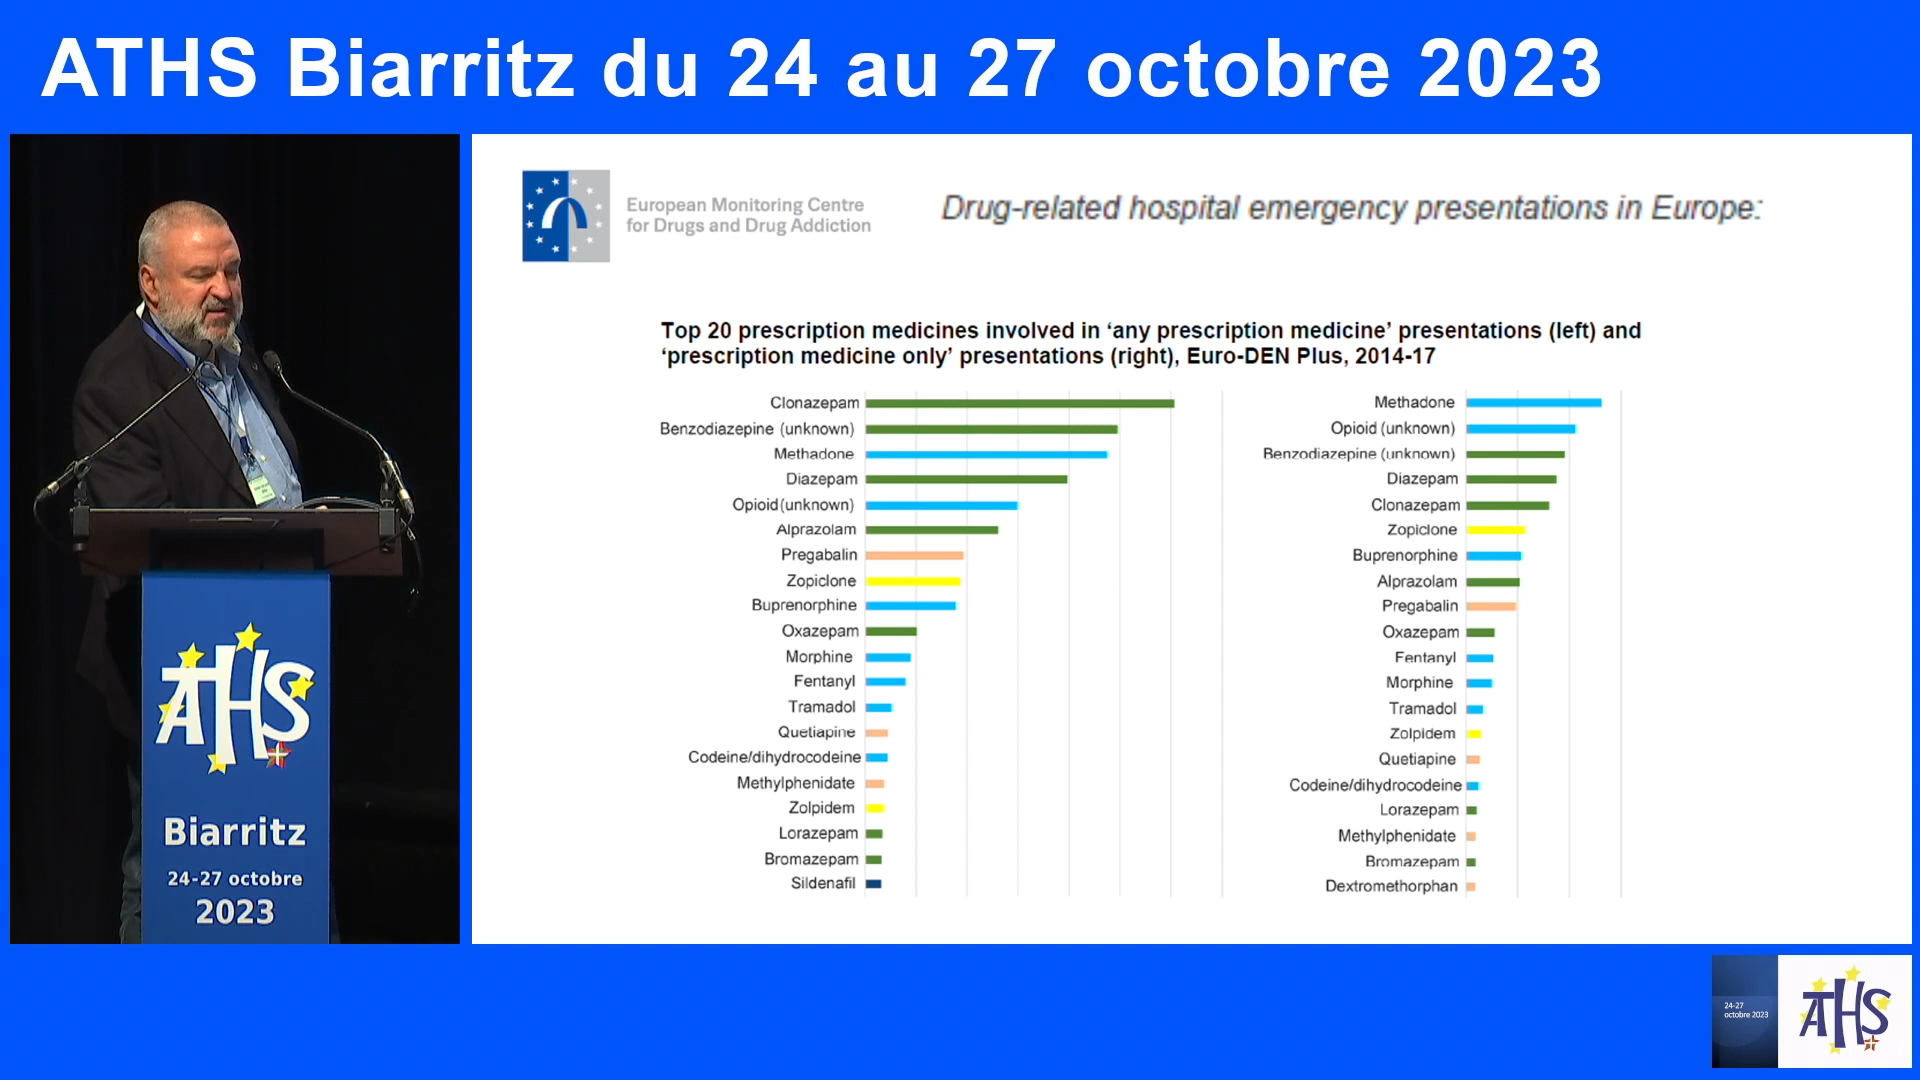 ATHS Biarritz du 24 au 27 octobre 2023
European Monitoring Centre
for Drugs and Drug Addiction
Drug-related hospital emergency presentations in Europe:
Top 20 prescription medicines involved in ‘any prescription medicine’ presentations (left) and
‘prescription medicine only’ presentations (right), Euro-DEN Plus, 2014-17
Clonazepam
Benzodiazepine (unknown)
Methadone
Diazepam
Opioid (unknown)
Alprazolam
Pregabalin
Zopiclone
Buprenorphine
Oxazepam
Morphine
Fentanyl
Tramadol
Quetiapine
Codeine/dihydrocodeine
Methylphenidate
Zolpidem
Lorazepam
Bromazepam
Sildenafil
Methadone
Opioid (unknown)
Benzodiazepine (unknown)
Diazepam
Clonazepam
Zopiclone
Buprenorphine
Alprazolam
Pregabalin
Oxazepam
Fentanyl
Morphine
Tramadol
Zolpidem
Quetiapine
Codeine/dihydrocodeine
Lorazepam
Methylphenidate
Bromazepam
Dextromethorphan
ATHS
Biarritz
24-27 octobre
2023
24-27
octobre 2023
ATHS